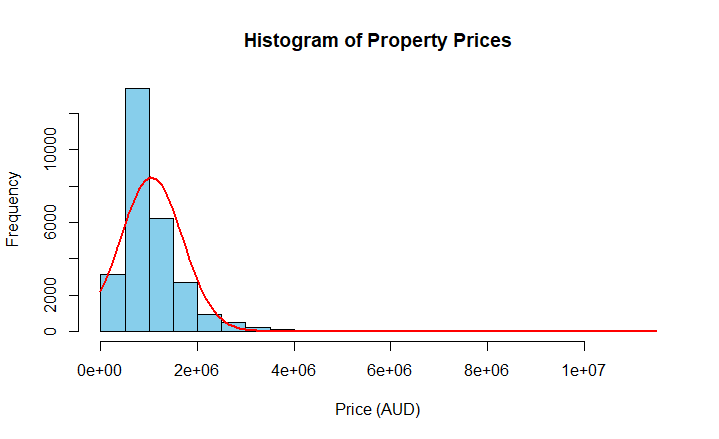 Histogram of Property Prices
Frequency
10000
6000
2000
0
0e+00 2e+06 4e+06 6e+06 8e+06 1e+07
Price (AUD)